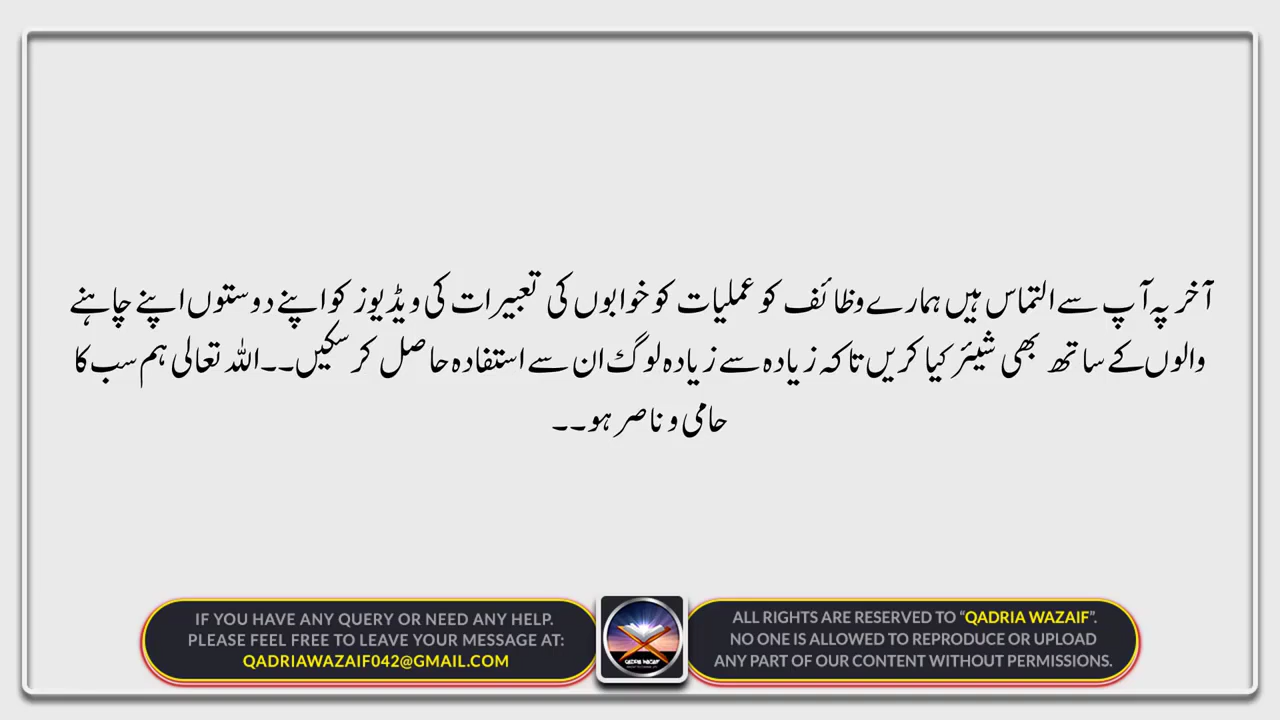 آخر پہ آپ سے التماس ہیں ہمارے وظائف کو عملیات کو خوابوں کی تعبیرات کی ویڈیوز کو اپنے دوستوں اپنے چاہنے
والوں کے ساتھ بھی شیئر کیا کریں تاکہ زیادہ سے زیادہ لوگ ان سے استفادہ حاصل کر سکیں۔۔اللہ تعالی ہم سب کا
حامی و ناصر ہو۔۔
IF YOU HAVE ANY QUERY OR NEED ANY HELP.
PLEASE FEEL FREE TO LEAVE YOUR MESSAGE AT:
QADRIAWAZAIF042@GMAIL.COM
QADRIA WAZAIF
ALL RIGHTS ARE RESERVED TO “QADRIA WAZAIF”.
NO ONE IS ALLOWED TO REPRODUCE OR UPLOAD
ANY PART OF OUR CONTENT WITHOUT PERMISSIONS.